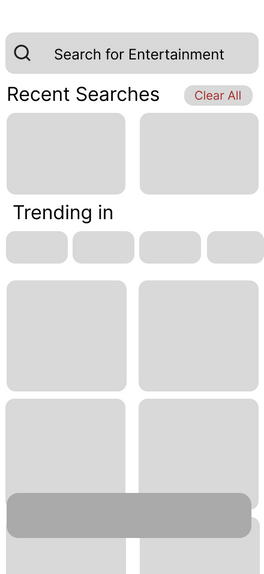 Search for Entertainment
Recent Searches
Clear All
Trending in